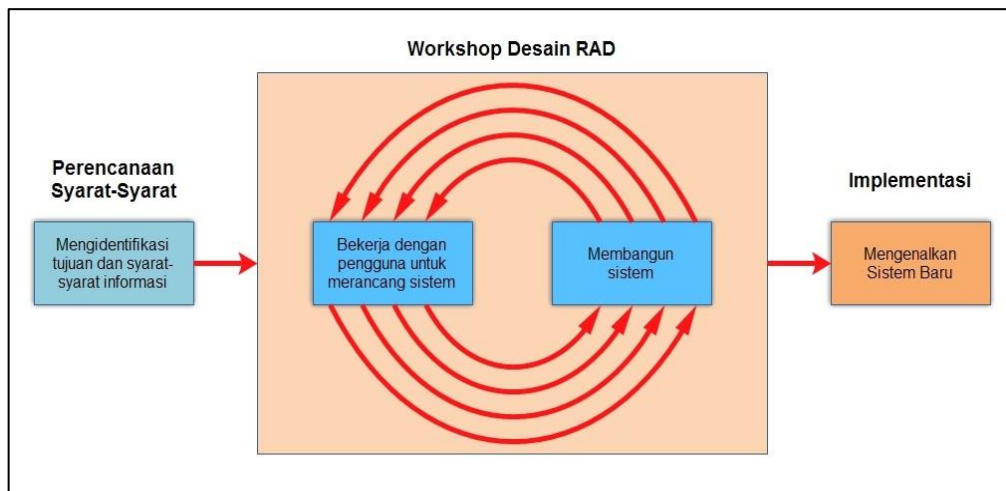 Workshop Desain RAD
Perencanaan
Syarat-Syarat
Mengidentifikasi
tujuan dan syarat-
syarat informasi
Bekerja dengan
pengguna untuk
merancang sistem
Membangun
sistem
Implementasi
Mengenalkan
Sistem Baru